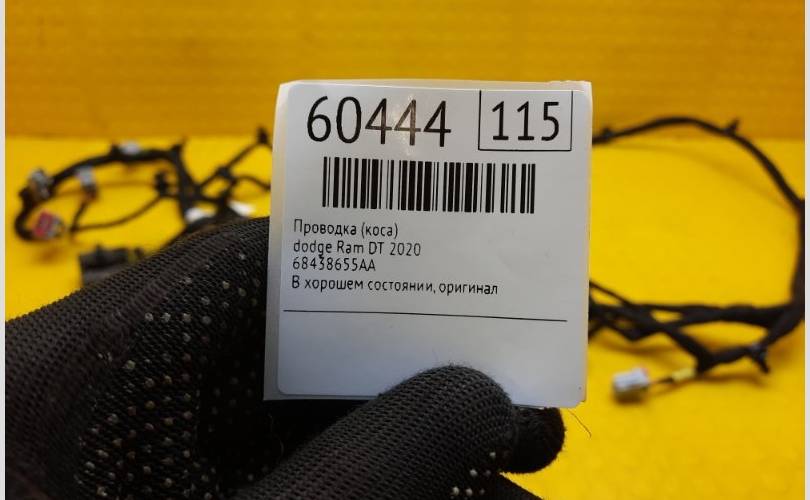 60444 115
Проводка (коса)
dodge Ram DT 2020
68438655AA
В хорошем состоянии, оригинал